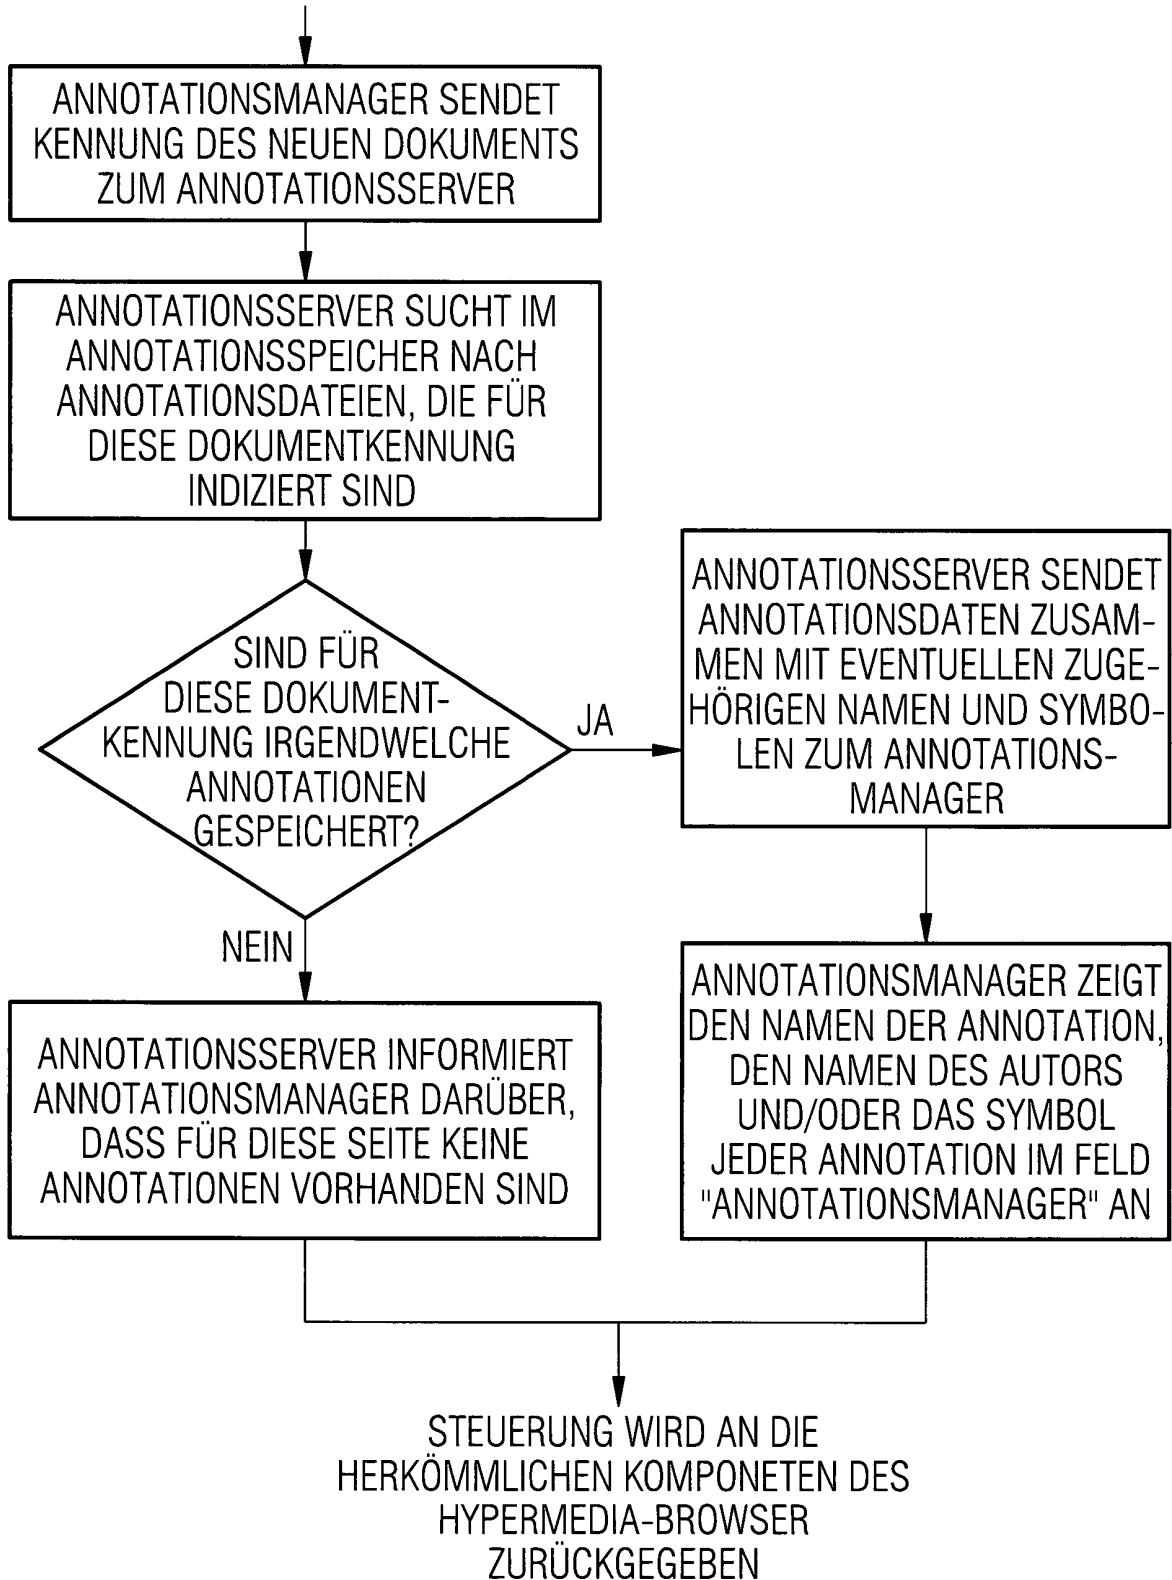 ANNOTATIONSMANAGER SENDET
KENNUNG DES NEUEN DOKUMENTS
ZUM ANNOTATIONSSERVER
ANNOTATIONSSERVER SUCHT IM
ANNOTATIONSSPEICHER NACH
ANNOTATIONSDATEIEN, DIE FÜR
DIESE DOKUMENTKENNUNG
INDIZIERT SIND
SIND FÜR
DIESE DOKUMENT-
KENNUNG IRGENDWELCHE
ANNOTATIONEN
GESPEICHERT?
JA
ANNOTATIONSSERVER SENDET
ANNOTATIONSDATEN ZUSAM-
MEN MIT EVENTUELLEN ZUGE-
HÖRIGEN NAMEN UND SYMBO-
LEN ZUM ANNOTATIONS-
MANAGER
NEIN
ANNOTATIONSSERVER INFORMIERT
ANNOTATIONSMANAGER DARÜBER,
DASS FÜR DIESE SEITE KEINE
ANNOTATIONEN VORHANDEN SIND
ANNOTATIONSMANAGER ZEIGT
DEN NAMEN DER ANNOTATION,
DEN NAMEN DES AUTORS
UND/ODER DAS SYMBOL
JEDER ANNOTATION IM FELD
"ANNOTATIONSMANAGER" AN
STEUERUNG WIRD AN DIE
HERKÖMMLICHEN KOMPONETEN DES
HYPERMEDIA-BROWSER
ZURÜCKGEGEBEN